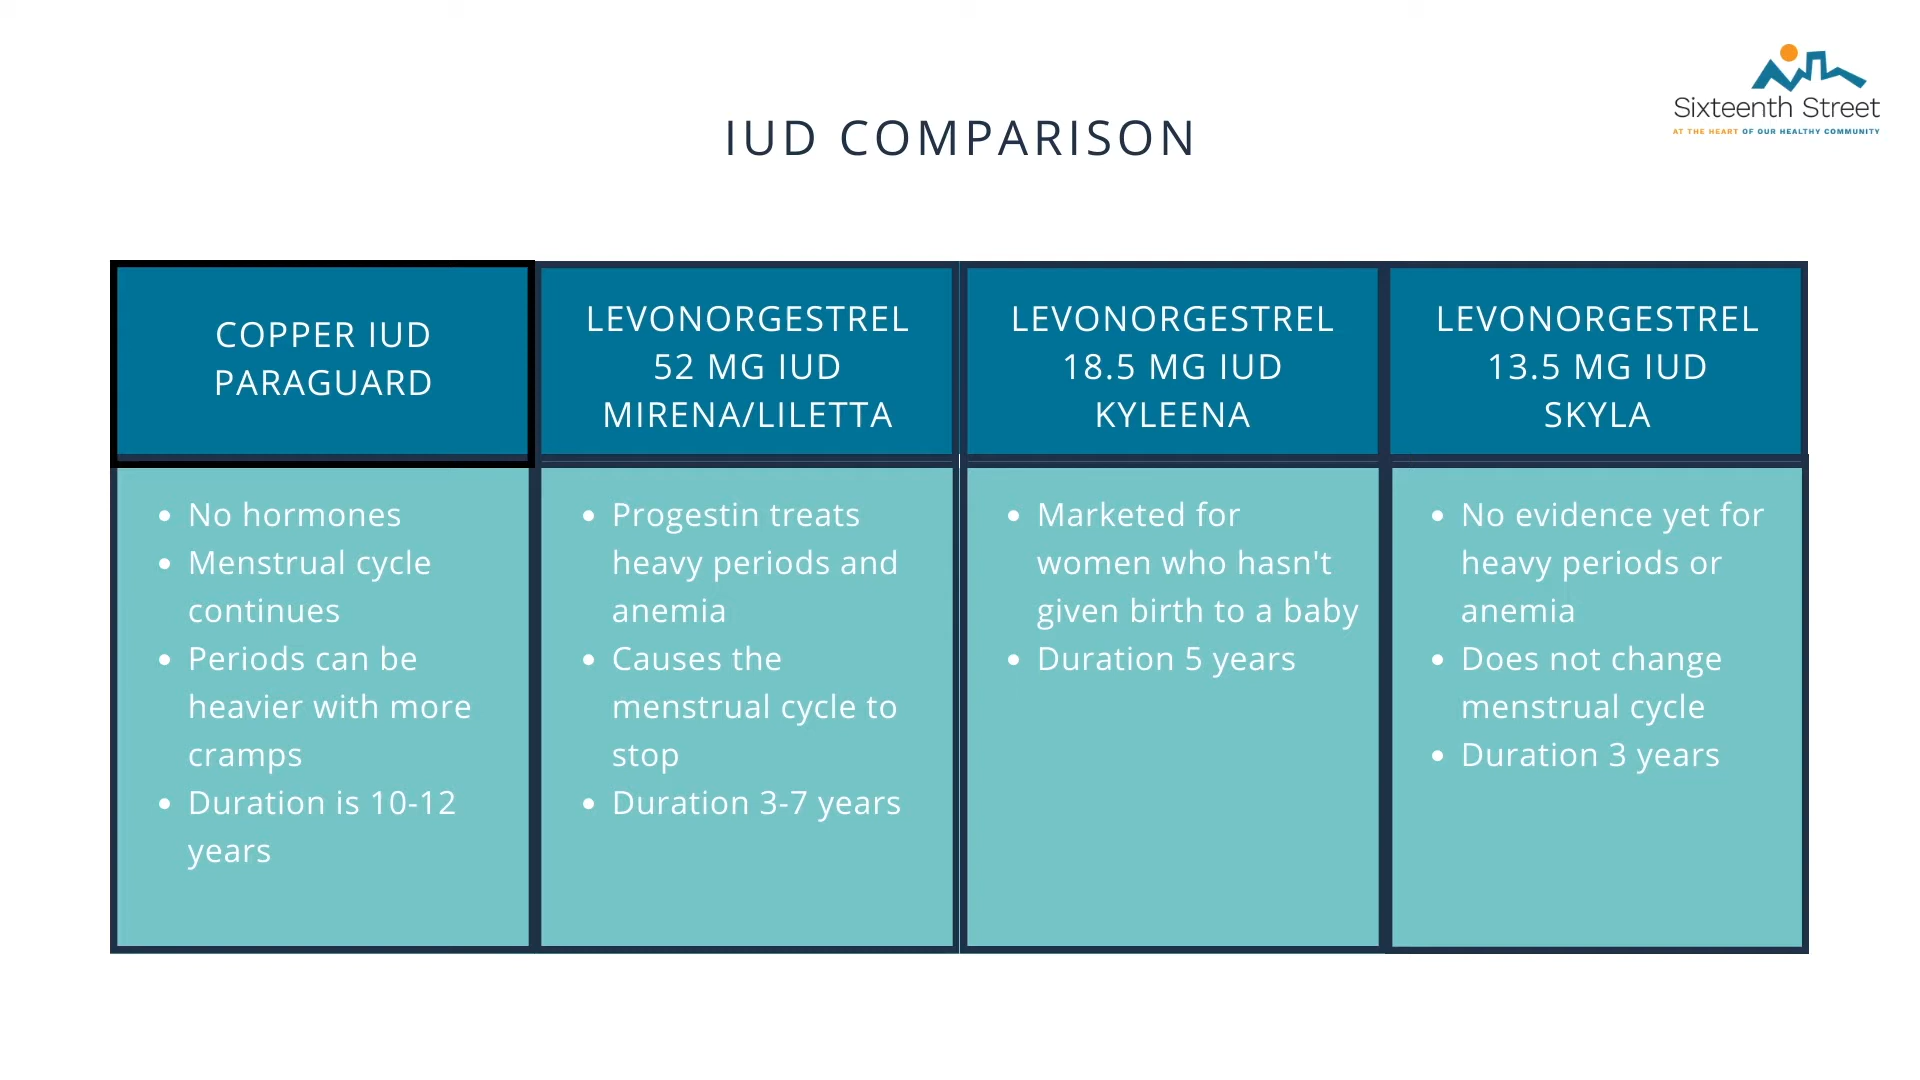 Sixteenth Street
AT THE HEART OF OUR HEALTHY COMMUNITY
IUD COMPARISON
COPPER IUD
PARAGUARD
LEVONORGESTREL
52 MG IUD
MIRENA/LILETTA
LEVONORGESTREL
18.5 MG IUD
KYLEENA
LEVONORGESTREL
13.5 MG IUD
SKYLA
• No hormones
• Menstrual cycle
continues
• Periods can be
heavier with more
cramps
• Duration is 10-12
years
• Progestin treats
heavy periods and
anemia
• Causes the
menstrual cycle to
stop
• Duration 3-7 years
• Marketed for
women who hasn't
given birth to a baby
• Duration 5 years
• No evidence yet for
heavy periods or
anemia
• Does not change
menstrual cycle
• Duration 3 years